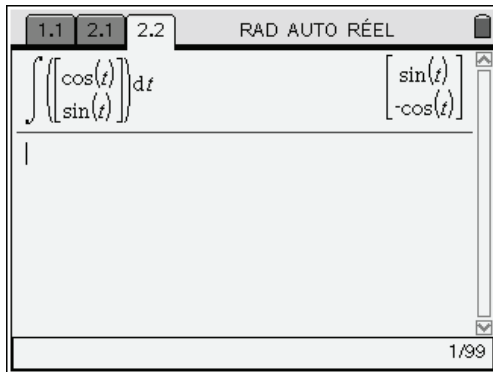 1.1 2.1 2.2 RAD AUTO RÉEL
∫([cos(t) sin(t)])dt [sin(t) -cos(t)]
1/99